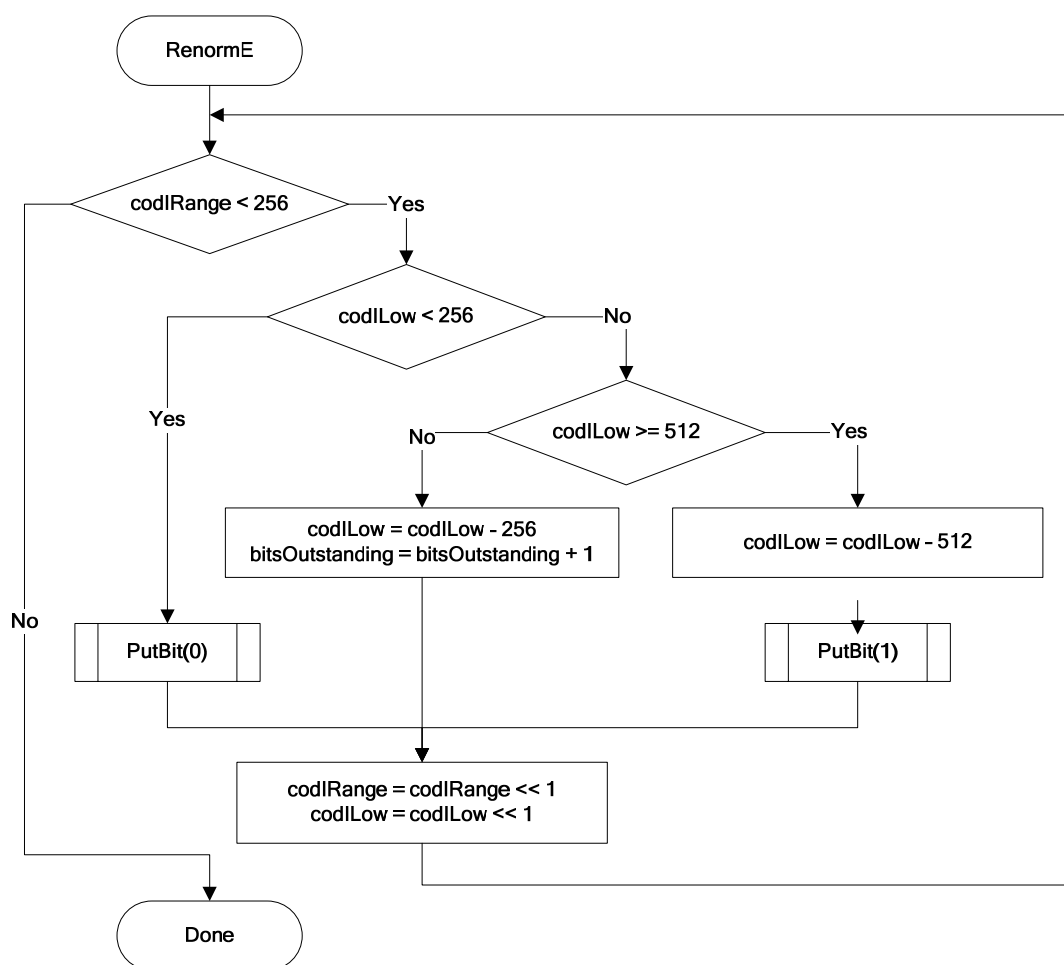 RenormE
codIRange < 256
Yes
codILow < 256
No
Yes
codILow >= 512
No
Yes
codILow = codILow - 256
bitsOutstanding = bitsOutstanding + 1
codILow = codILow - 512
No
PutBit(0)
PutBit(1)
codIRange = codIRange << 1
codILow = codILow << 1
Done